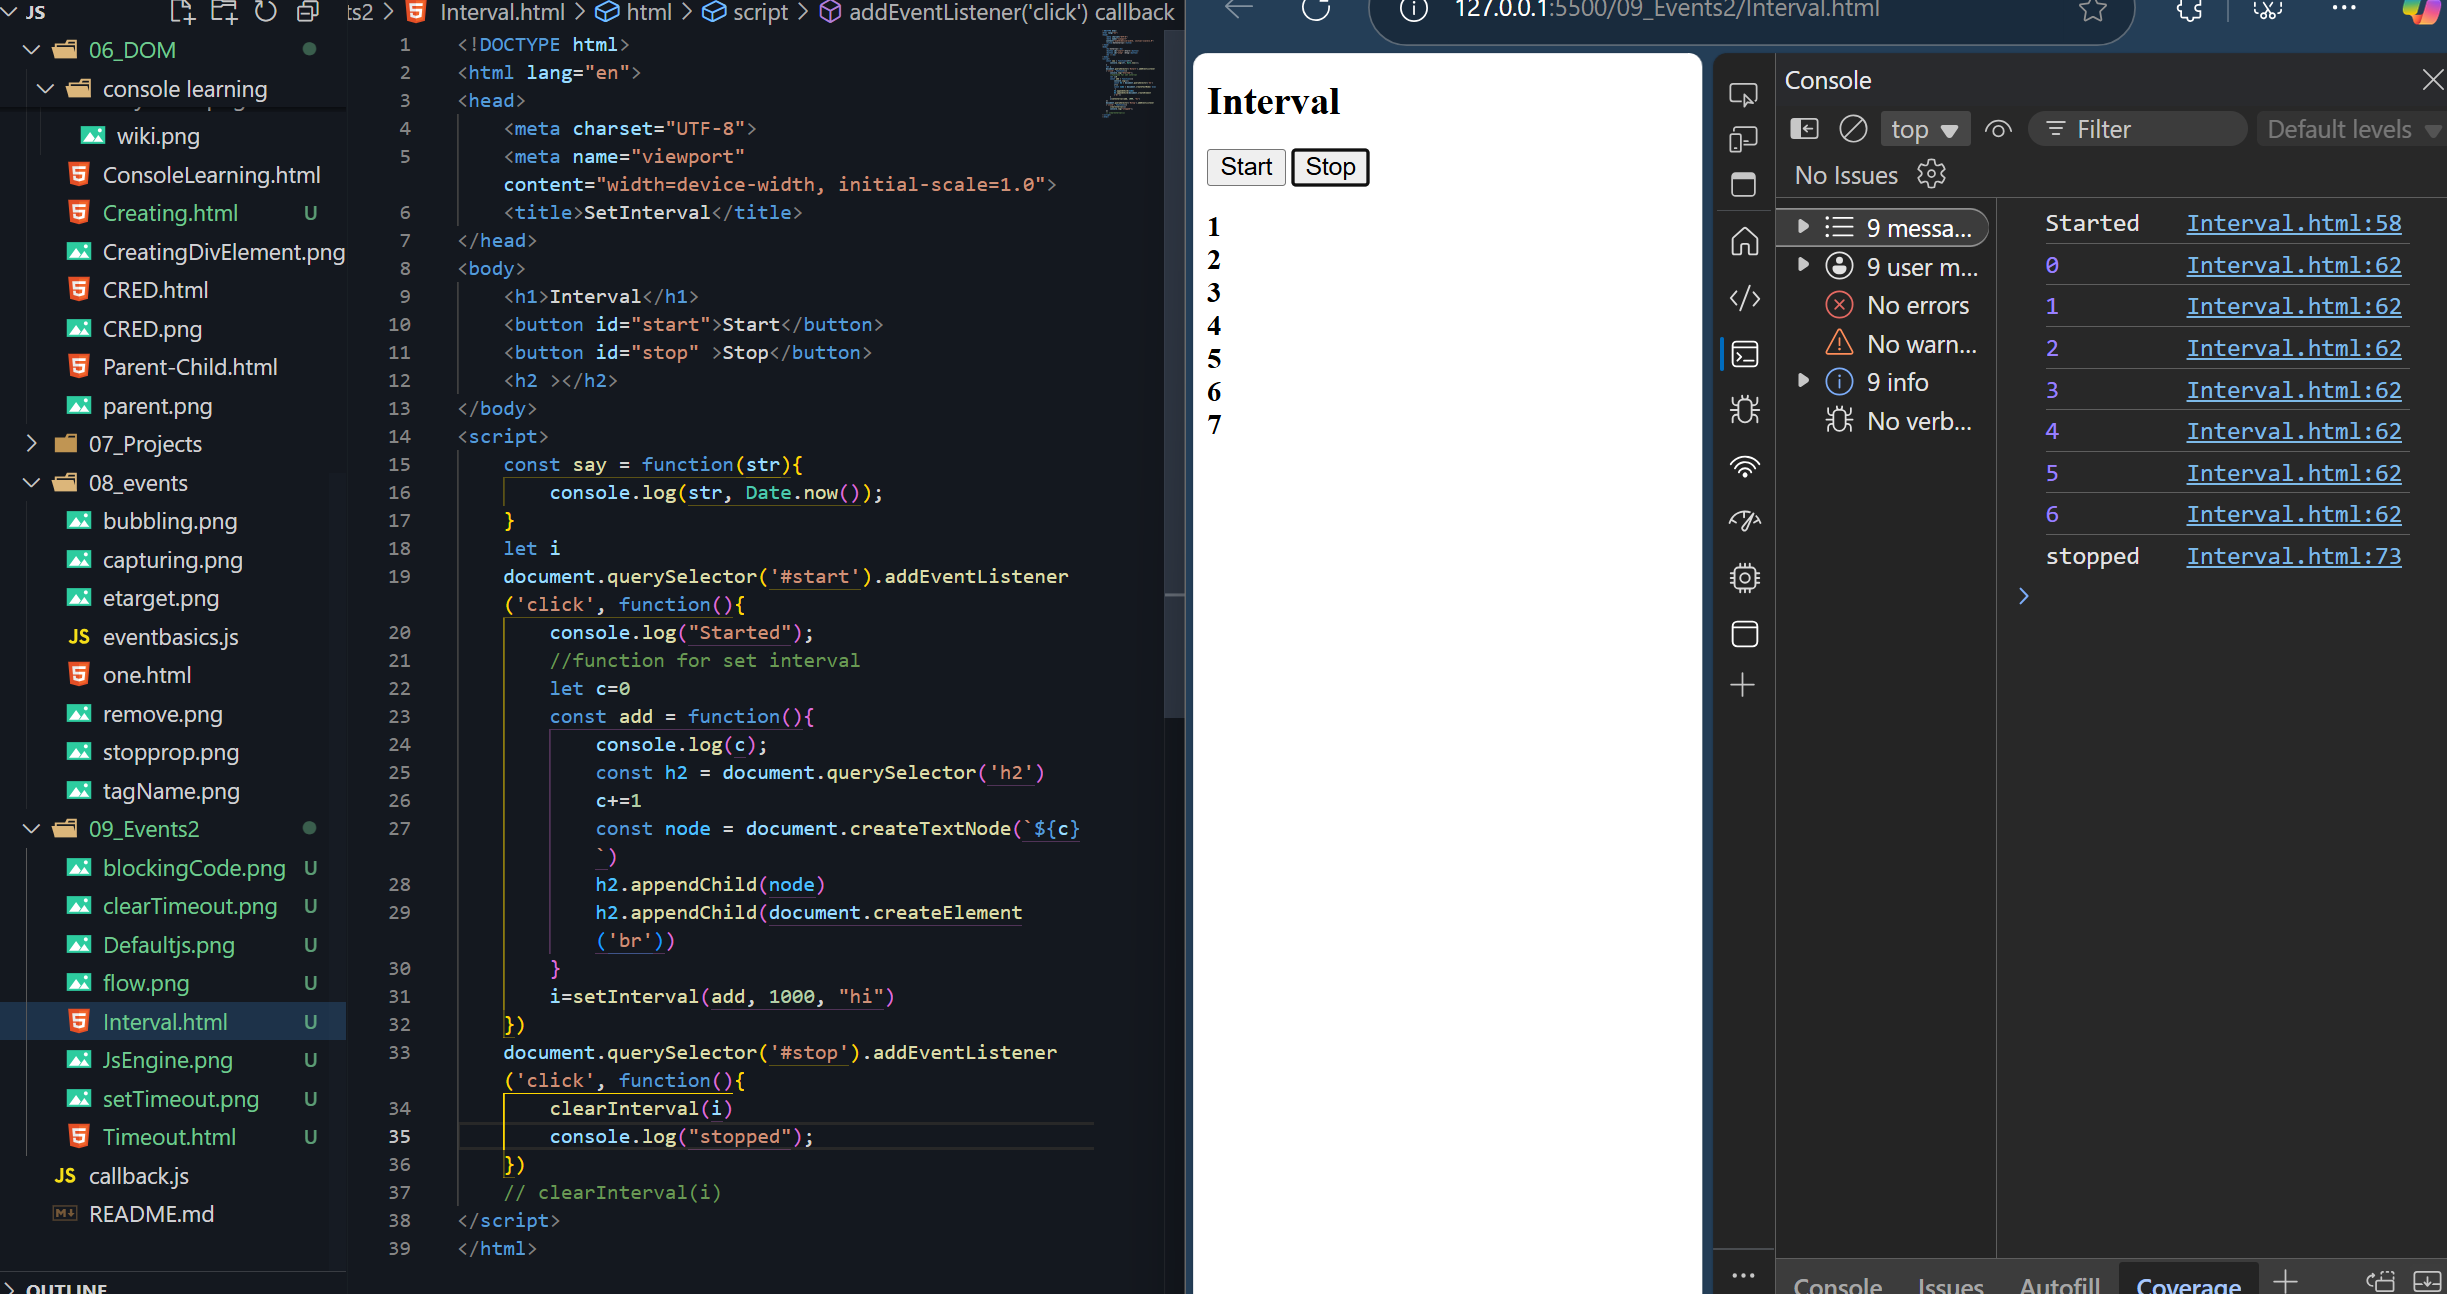 JS
06_DOM
console learning
wiki.png
ConsoleLearning.html
Creating.html U
CreatingDivElement.png
CRED.html
CRED.png
Parent-Child.html
parent.png
07_Projects
08_events
bubbling.png
capturing.png
etarget.png
JS eventbasics.js
one.html
remove.png
stopprop.png
tagName.png
09_Events2
blockingCode.png U
clearTimeout.png U
Defaultjs.png U
flow.png U
Interval.html U
JsEngine.png U
setTimeout.png U
Timeout.html U
JS callback.js
README.md
OUTLINE
ts2 > Interval.html > html > script > addEventListener('click') callback
1 <!DOCTYPE html>
2 <html lang="en">
3 <head>
4 <meta charset="UTF-8">
5 <meta name="viewport"
content="width=device-width, initial-scale=1.0">
6 <title>SetInterval</title>
7 </head>
8 <body>
9 <h1>Interval</h1>
10 <button id="start">Start</button>
11 <button id="stop" >Stop</button>
12 <h2 ></h2>
13 </body>
14 <script>
15 const say = function(str){
16 console.log(str, Date.now());
17 }
18 let i
19 document.querySelector('#start').addEventListener
('click', function(){
20 console.log("Started");
21 //function for set interval
22 let c=0
23 const add = function(){
24 console.log(c);
25 const h2 = document.querySelector('h2')
26 c+=1
27 const node = document.createTextNode(`${c}
`)
28 h2.appendChild(node)
29 h2.appendChild(document.createElement
('br'))
30 }
31 i=setInterval(add, 1000, "hi")
32 })
33 document.querySelector('#stop').addEventListener
('click', function(){
34 clearInterval(i)
35 console.log("stopped");
36 })
37 // clearInterval(i)
38 </script>
39 </html>
127.0.0.1:5500/09_Events2/Interval.html
Interval
Start Stop
1
2
3
4
5
6
7
Console
top Filter Default levels
No Issues
9 messa...
9 user m...
No errors
No warn...
9 info
No verb...
Started Interval.html:58
0 Interval.html:62
1 Interval.html:62
2 Interval.html:62
3 Interval.html:62
4 Interval.html:62
5 Interval.html:62
6 Interval.html:62
stopped Interval.html:73
Console Issues Autofill Coverage